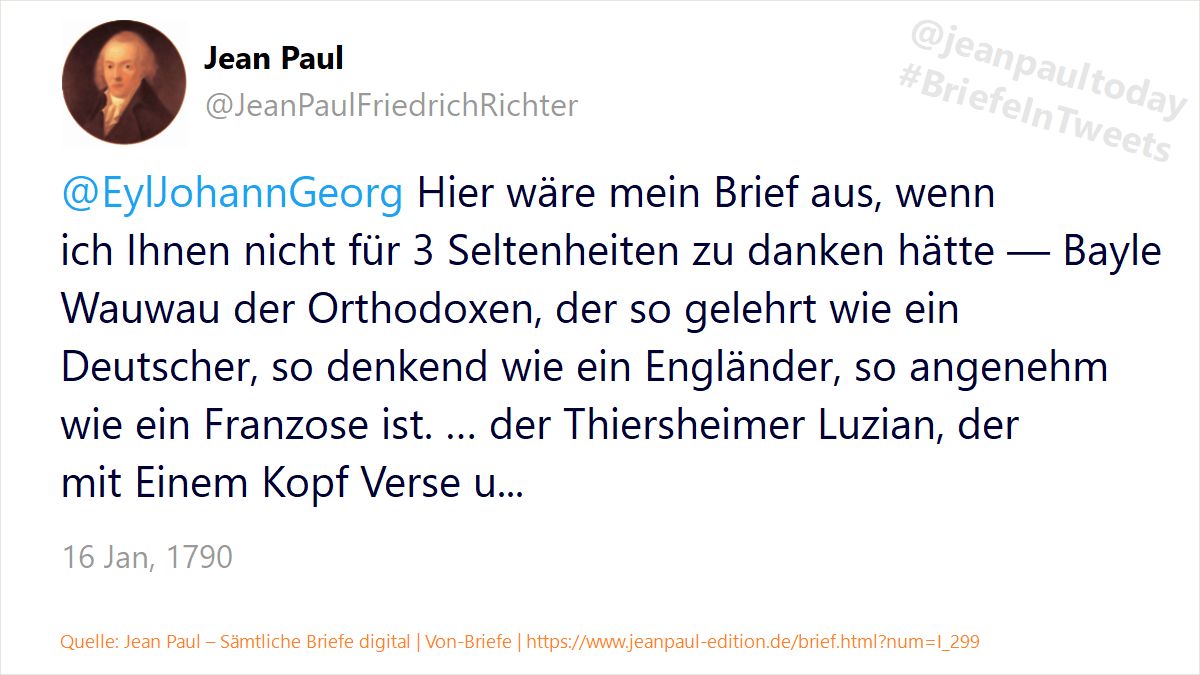 Jean Paul
@JeanPaulFriedrichRichter
@jeanpaultoday
#BriefeInTweets
@EylJohannGeorg Hier wäre mein Brief aus, wenn
ich Ihnen nicht für 3 Seltenheiten zu danken hätte — Bayle
Wauwau der Orthodoxen, der so gelehrt wie ein
Deutscher, so denkend wie ein Engländer, so angenehm
wie ein Franzose ist. ... der Thiersheimer Luzian, der
mit Einem Kopf Verse u...
16 Jan, 1790
Quelle: Jean Paul – Sämtliche Briefe digital | Von-Briefe | https://www.jeanpaul-edition.de/brief.html?num=I_299